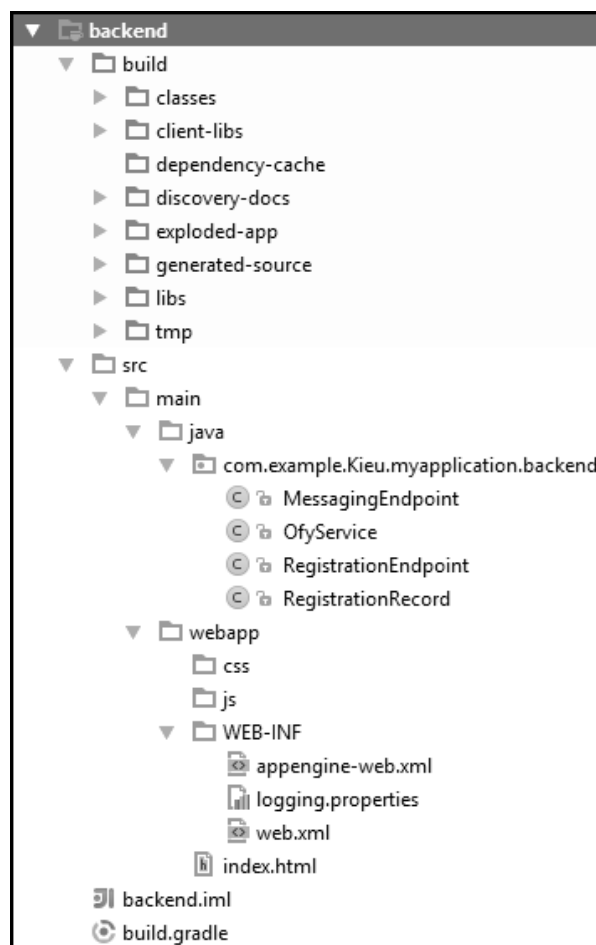 backend
build
classes
client-libs
dependency-cache
discovery-docs
exploded-app
generated-source
libs
tmp
src
main
java
com.example.Kieu.myapplication.backend
MessagingEndpoint
OfyService
RegistrationEndpoint
RegistrationRecord
webapp
css
js
WEB-INF
appengine-web.xml
logging.properties
web.xml
index.html
backend.iml
build.gradle